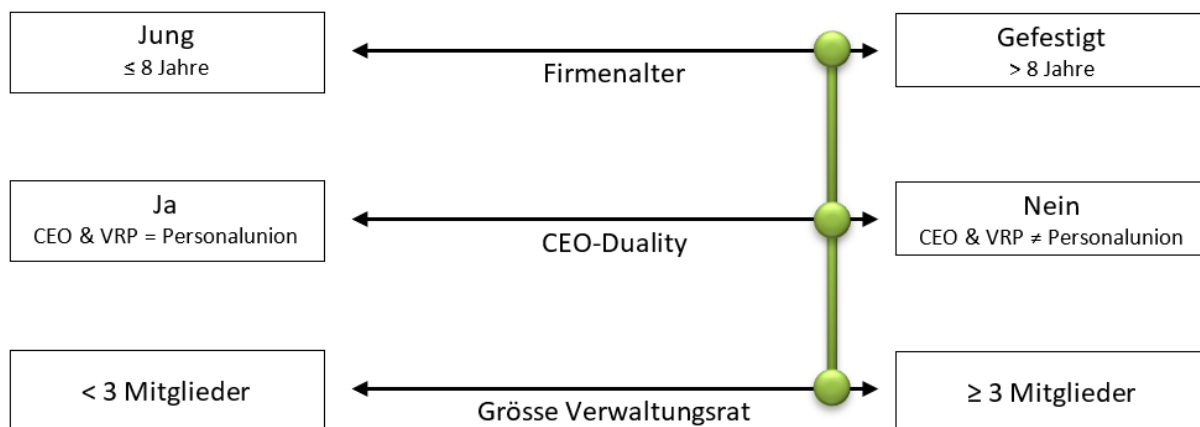 Jung
≤ 8 Jahre
Firmenalter
Gefestigt
> 8 Jahre
Ja
CEO & VRP = Personalunion
CEO-Duality
Nein
CEO & VRP ≠ Personalunion
< 3 Mitglieder
Grösse Verwaltungsrat
≥ 3 Mitglieder